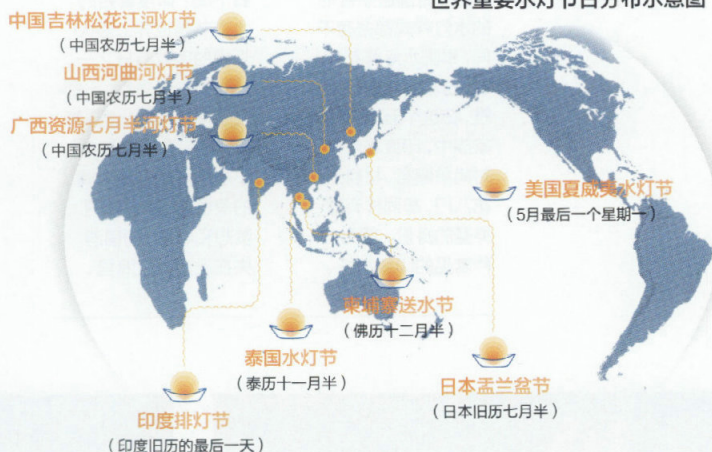 世界重要水灯节日分布示意图
中国吉林松花江河灯节
（中国农历七月半）
山西河曲河灯节
（中国农历七月半）
广西资源七月半河灯节
（中国农历七月半）
美国夏威夷水灯节
（5月最后一个星期一）
柬埔寨送水节
（佛历十二月半）
泰国水灯节
（泰历十一月半）
日本盂兰盆节
（日本旧历七月半）
印度排灯节
（印度旧历的最后一天）